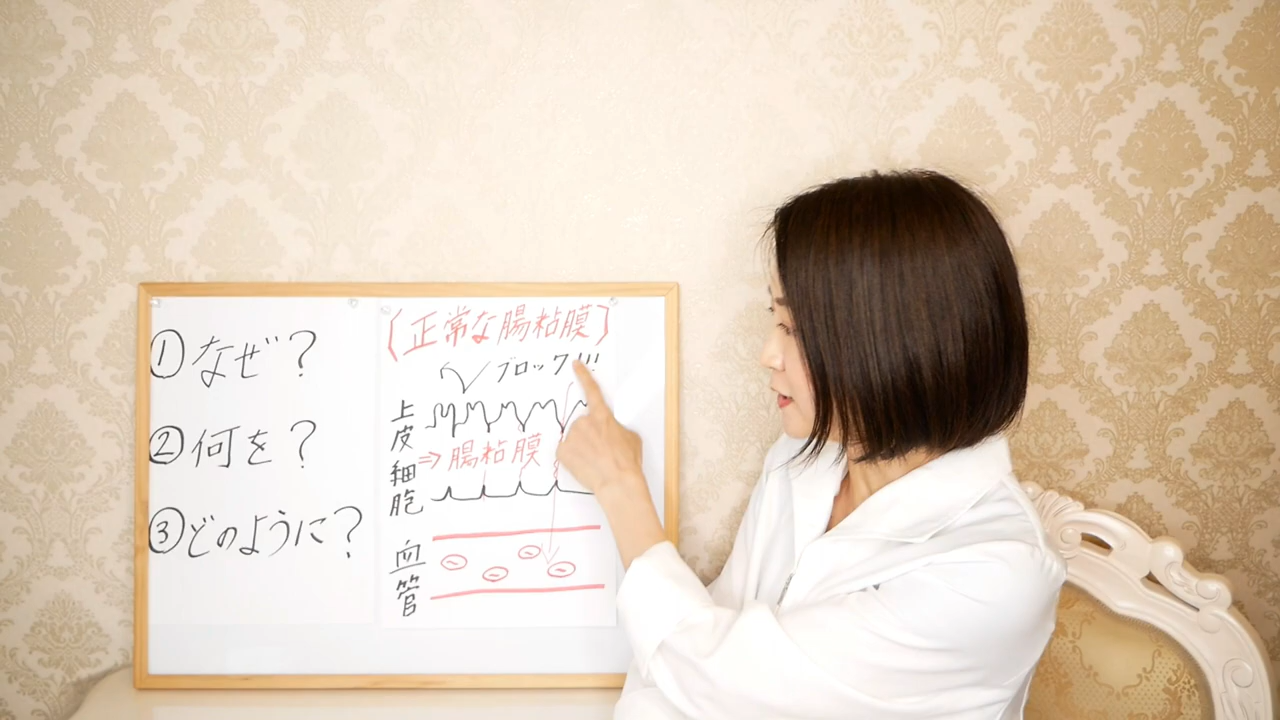 ①なぜ?
②何を?
③どのように?
〔正常な腸粘膜〕
ブロック!!!
上皮細胞
⇒腸粘膜
血管